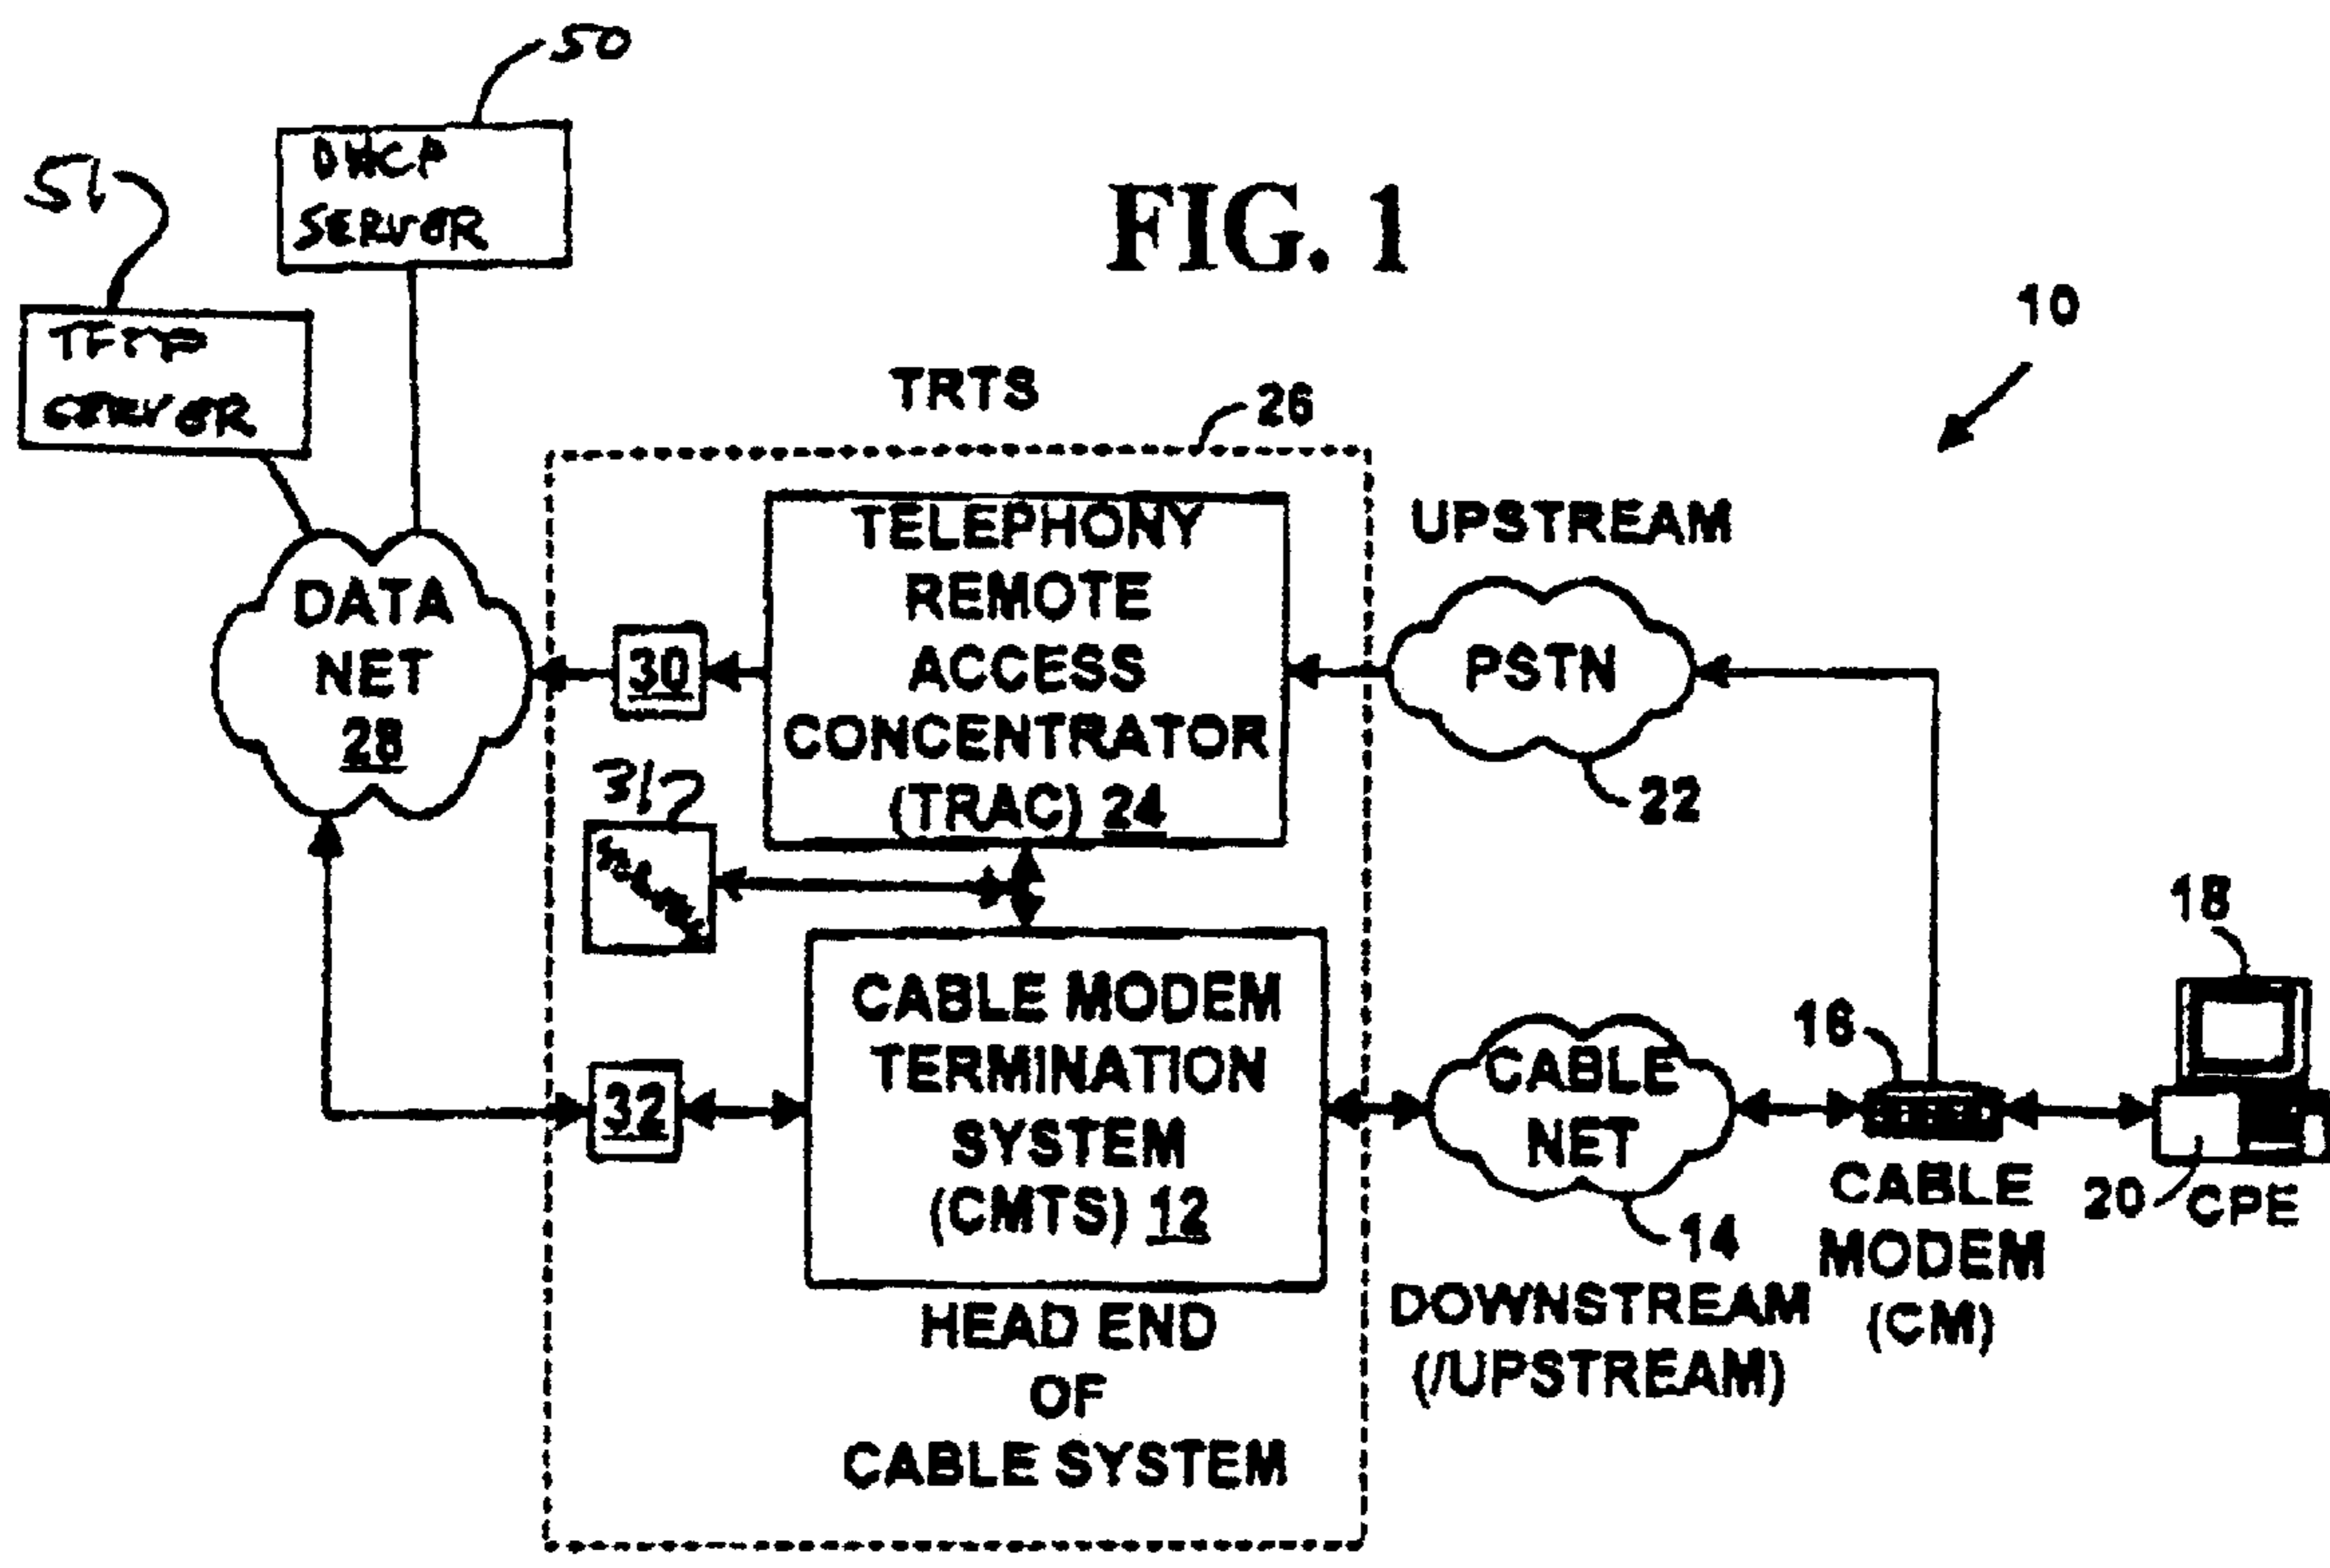 50
DHCP
SERVER
51
TFTP
SERVER
FIG. 1
10
TRTS
26
TELEPHONY
REMOTE
ACCESS
CONCENTRATOR
(TRAC) 24
UPSTREAM
PSTN
22
DATA
NET
28
30
312
CABLE MODEM
TERMINATION
SYSTEM
(CMTS) 12
32
HEAD END
OF
CABLE SYSTEM
CABLE
NET
14
DOWNSTREAM
(/UPSTREAM)
16
CABLE
MODEM
(CM)
18
20
CPE